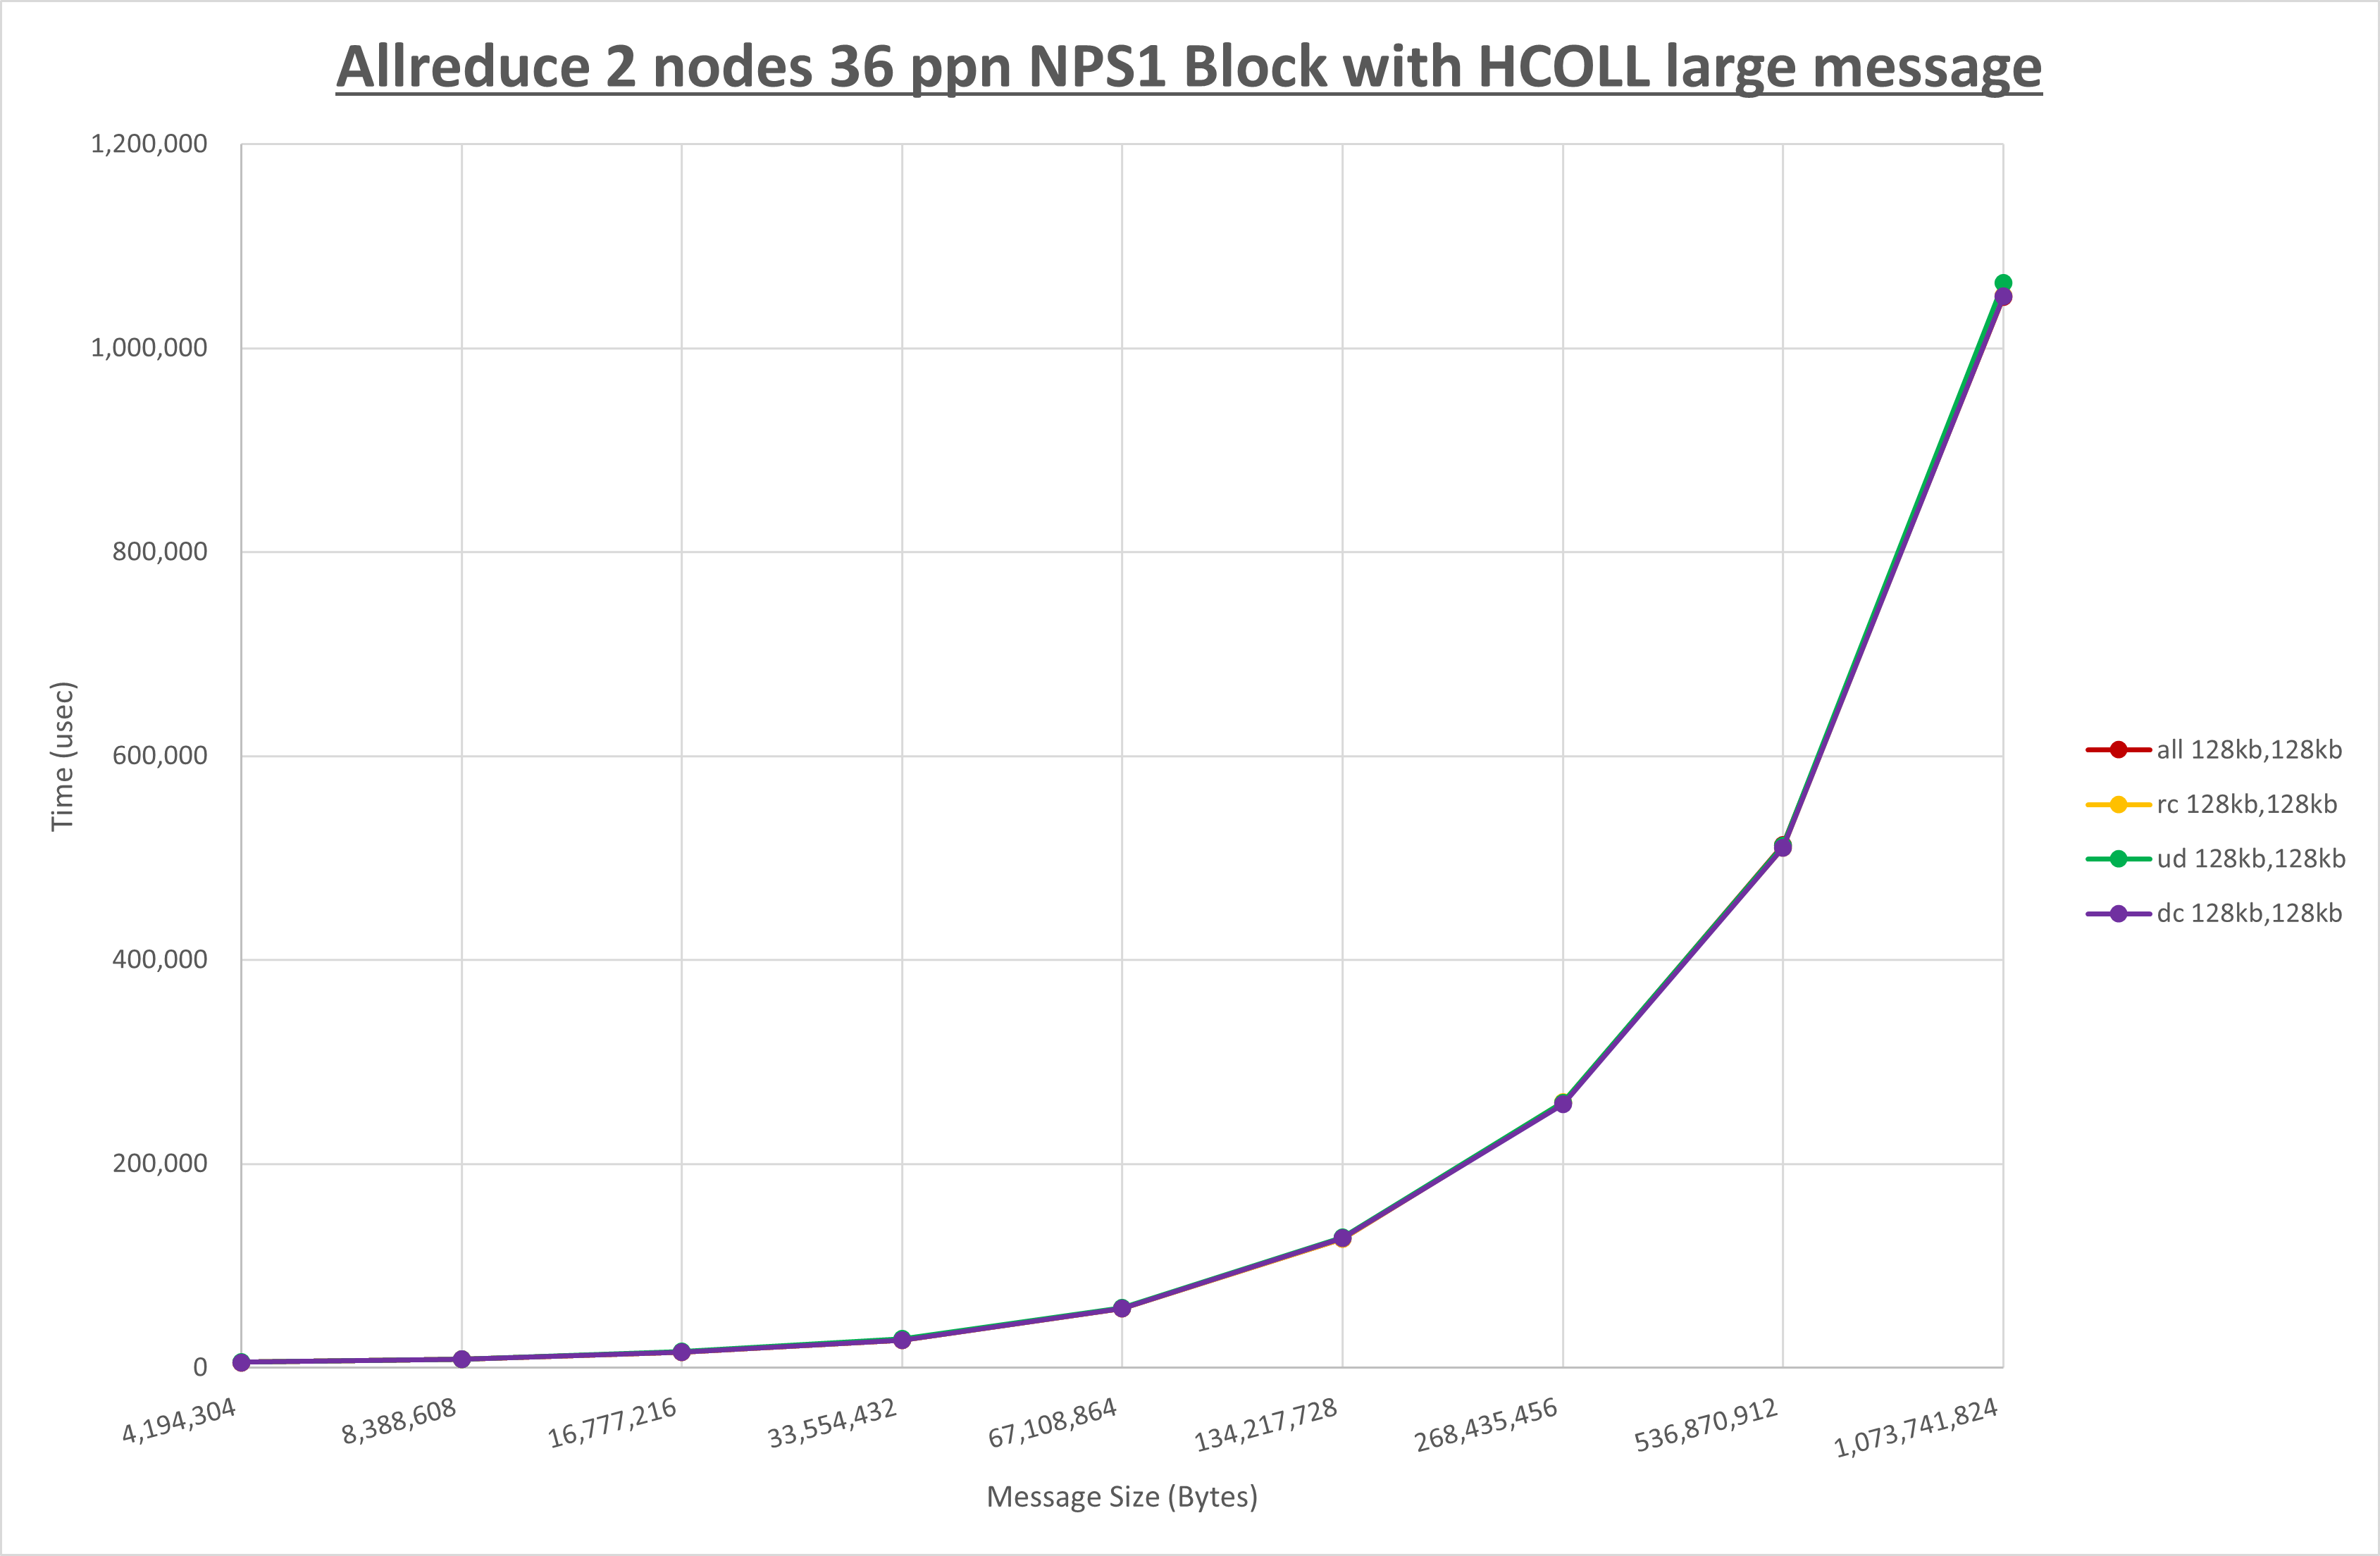 Allreduce 2 nodes 36 ppn NPS1 Block with HCOLL large message
1,200,000
1,000,000
800,000
600,000
400,000
200,000
0
Time (usec)
4,194,304
8,388,608
16,777,216
33,554,432
67,108,864
134,217,728
268,435,456
536,870,912
1,073,741,824
Message Size (Bytes)
all 128kb,128kb
rc 128kb,128kb
ud 128kb,128kb
dc 128kb,128kb